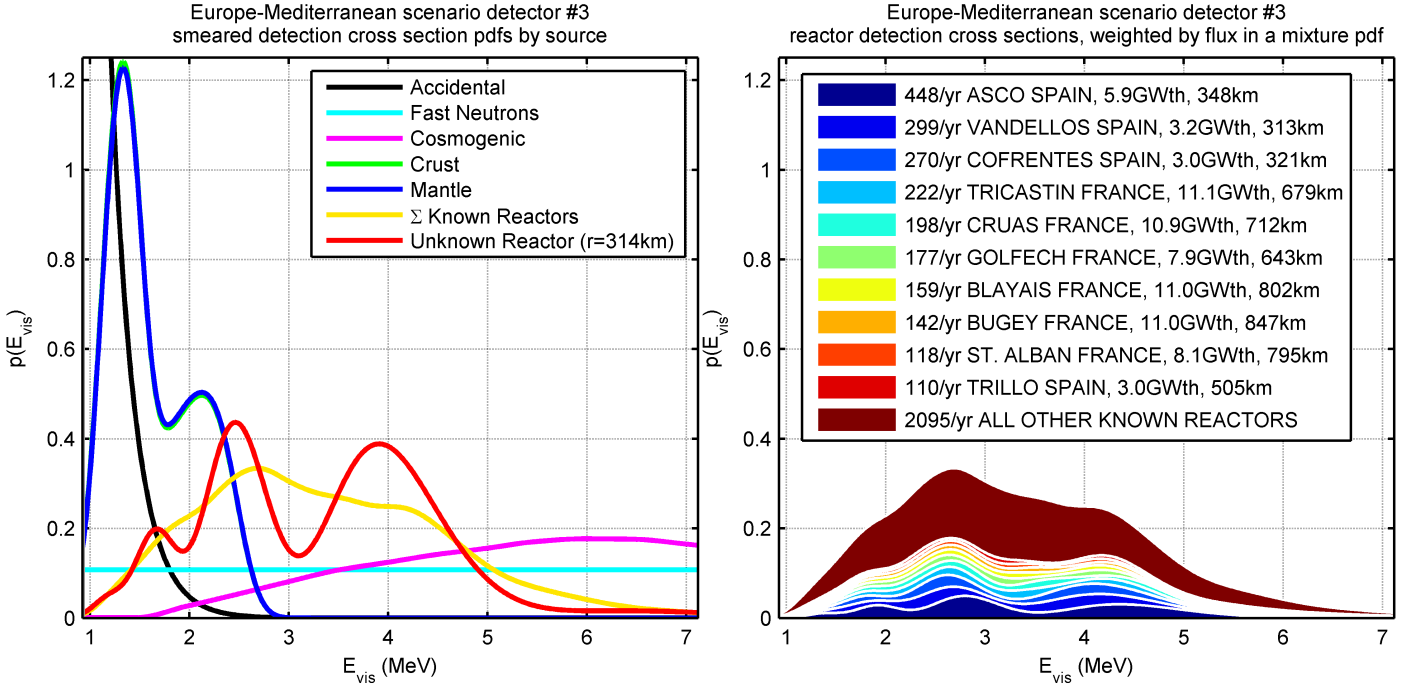 Europe-Mediterranean scenario detector #3
smeared detection cross section pdfs by source
p(E_vis)
1.2
1
0.8
0.6
0.4
0.2
0
Accidental
Fast Neutrons
Cosmogenic
Crust
Mantle
Σ Known Reactors
Unknown Reactor (r=314km)
1 2 3 4 5 6 7
E_vis (MeV)
Europe-Mediterranean scenario detector #3
reactor detection cross sections, weighted by flux in a mixture pdf
p(E_vis)
1.2
1
0.8
0.6
0.4
0.2
0
448/yr ASCO SPAIN, 5.9GWth, 348km
299/yr VANDELLOS SPAIN, 3.2GWth, 313km
270/yr COFRENTES SPAIN, 3.0GWth, 321km
222/yr TRICASTIN FRANCE, 11.1GWth, 679km
198/yr CRUAS FRANCE, 10.9GWth, 712km
177/yr GOLFECH FRANCE, 7.9GWth, 643km
159/yr BLAYAIS FRANCE, 11.0GWth, 802km
142/yr BUGEY FRANCE, 11.0GWth, 847km
118/yr ST. ALBAN FRANCE, 8.1GWth, 795km
110/yr TRILLO SPAIN, 3.0GWth, 505km
2095/yr ALL OTHER KNOWN REACTORS
1 2 3 4 5 6 7
E_vis (MeV)